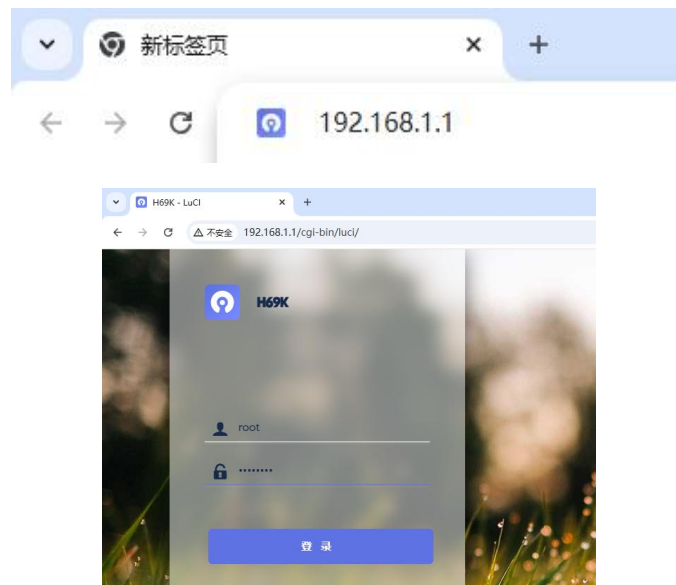 新标签页
192.168.1.1
H69K - LuCI
不安全 192.168.1.1/cgi-bin/luci/
H69K
root
••••••••
登 录